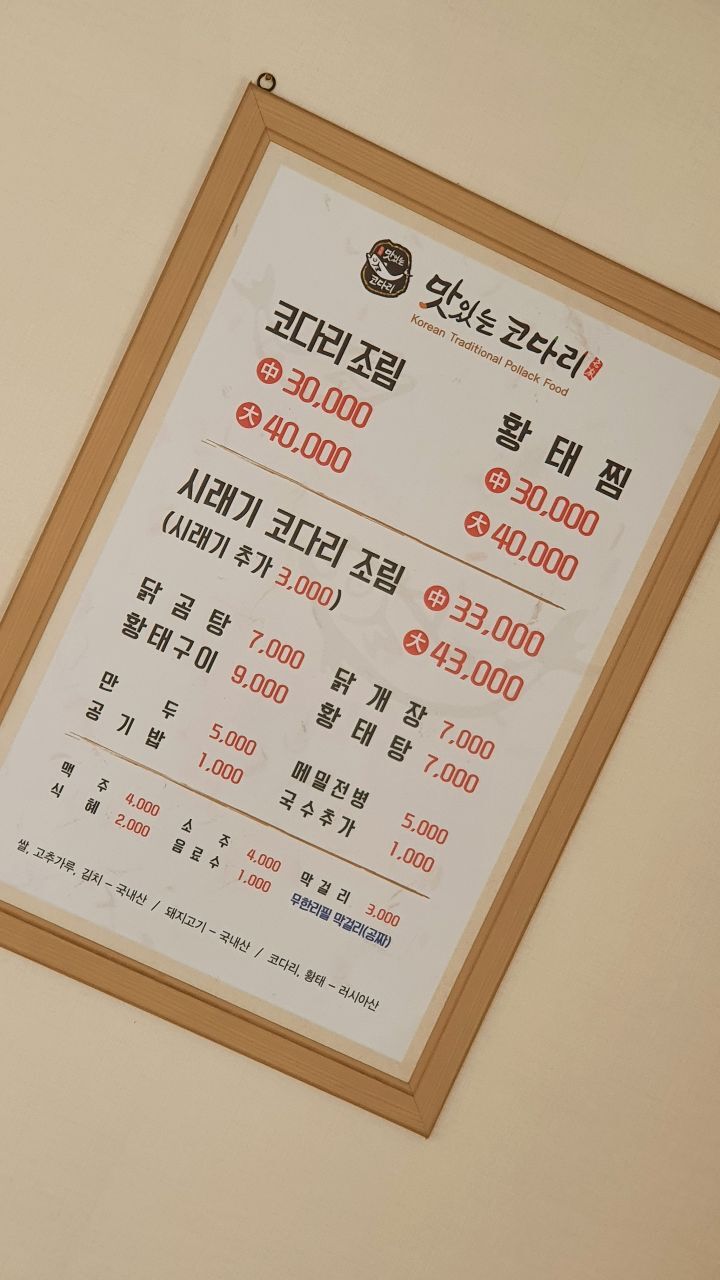 맛있는
코다리
맛있는 코다리
Korean Traditional Pollack Food
코다리 조림
中 30,000
大 40,000
황태찜
中 30,000
大 40,000
시래기 코다리 조림
(시래기 추가 3,000)
中 33,000
大 43,000
닭곰탕 7,000
황태구이 9,000
닭개장 7,000
황태탕 7,000
만두 5,000
공기밥 1,000
메밀전병 5,000
국수추가 1,000
맥주 4,000
식혜 2,000
소주 4,000
음료수 1,000
막걸리 3,000
무한리필 막걸리(공짜)
쌀, 고추가루, 김치 - 국내산 / 돼지고기 - 국내산 / 코다리, 황태 - 러시아산